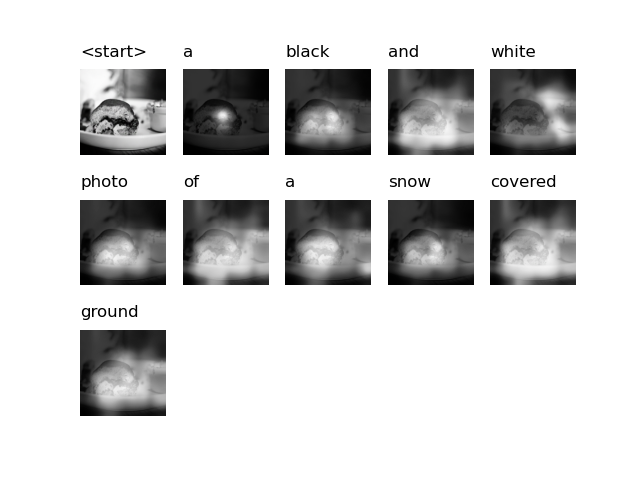 <start> a black and white
photo of a snow covered
ground